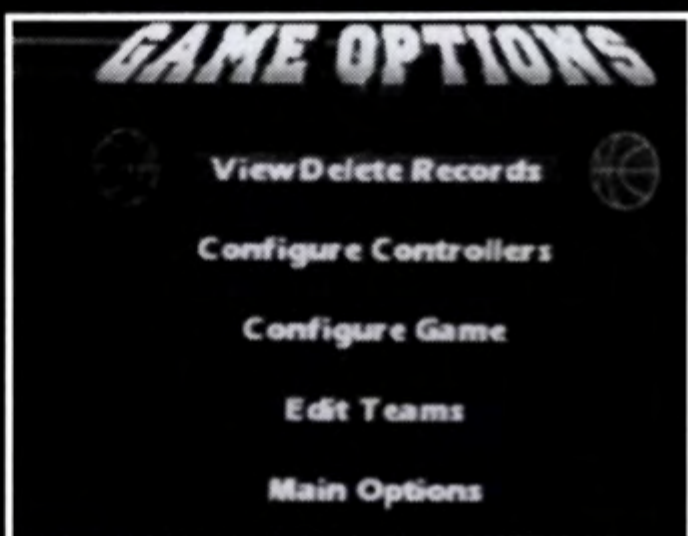 GAME OPTIONS
View Delete Records
Configure Controllers
Configure Game
Edit Teams
Main Options